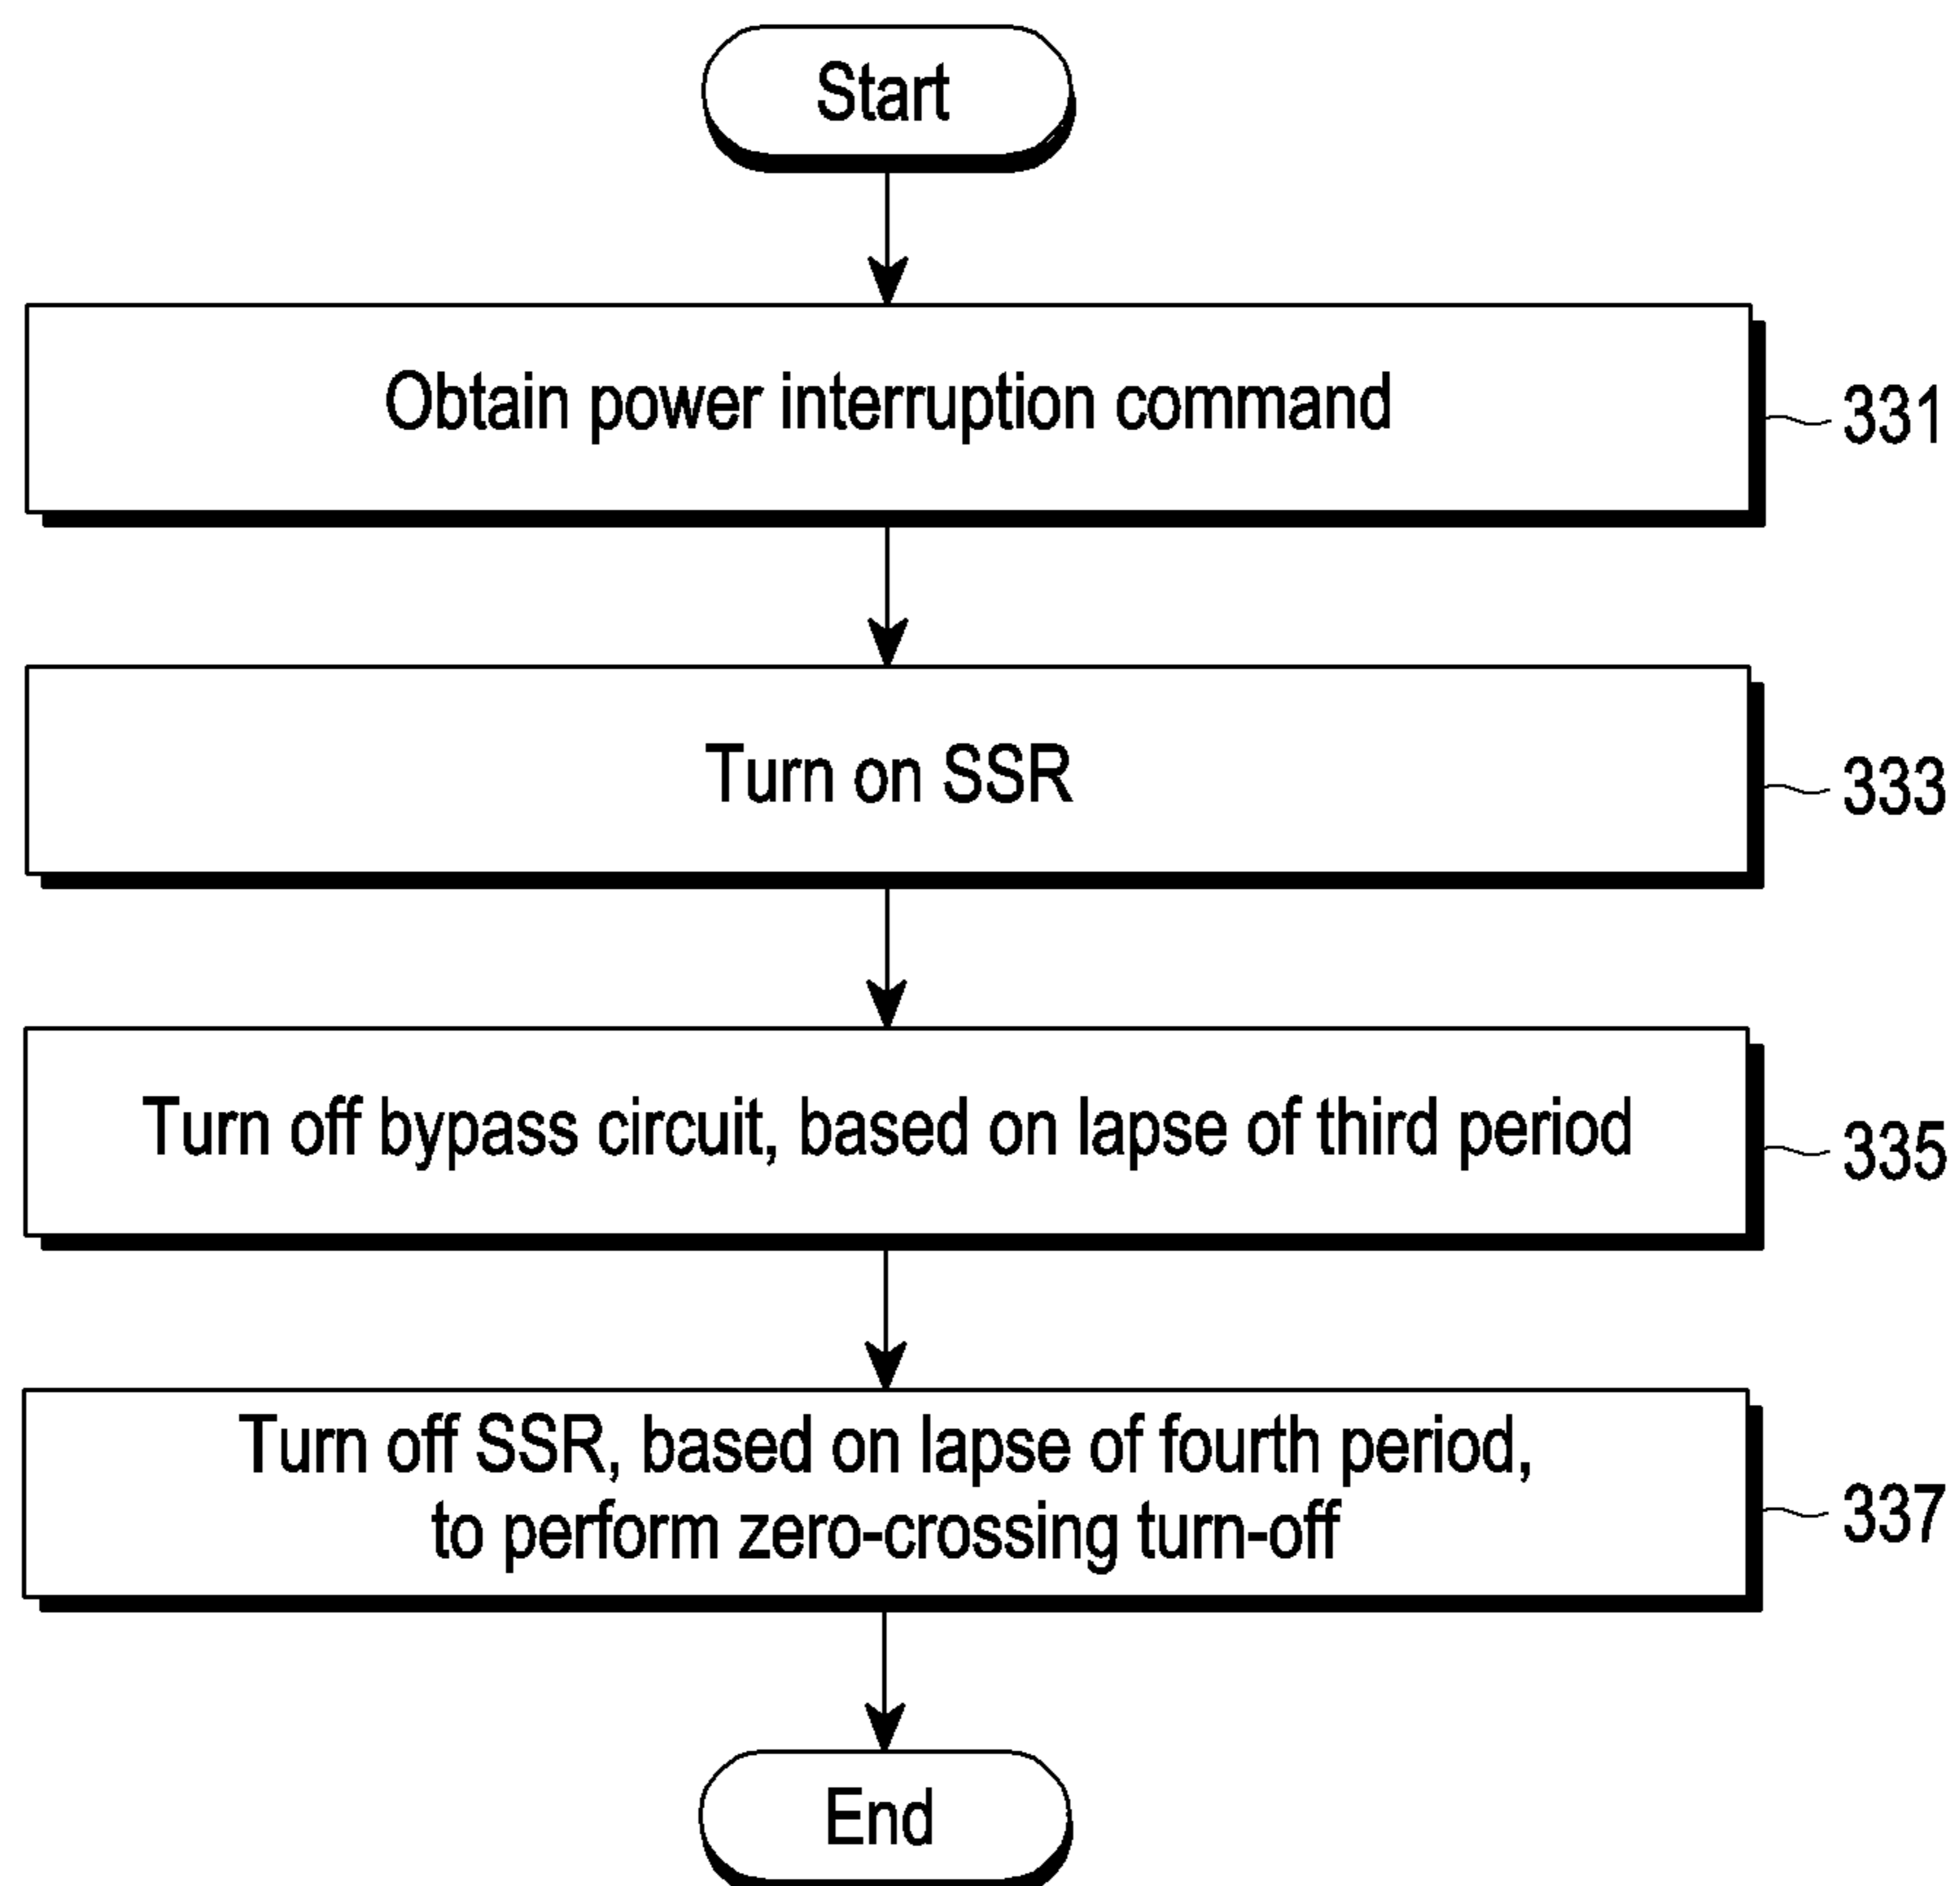 Start
Obtain power interruption command
331
Turn on SSR
333
Turn off bypass circuit, based on lapse of third period
335
Turn off SSR, based on lapse of fourth period,
to perform zero-crossing turn-off
337
End